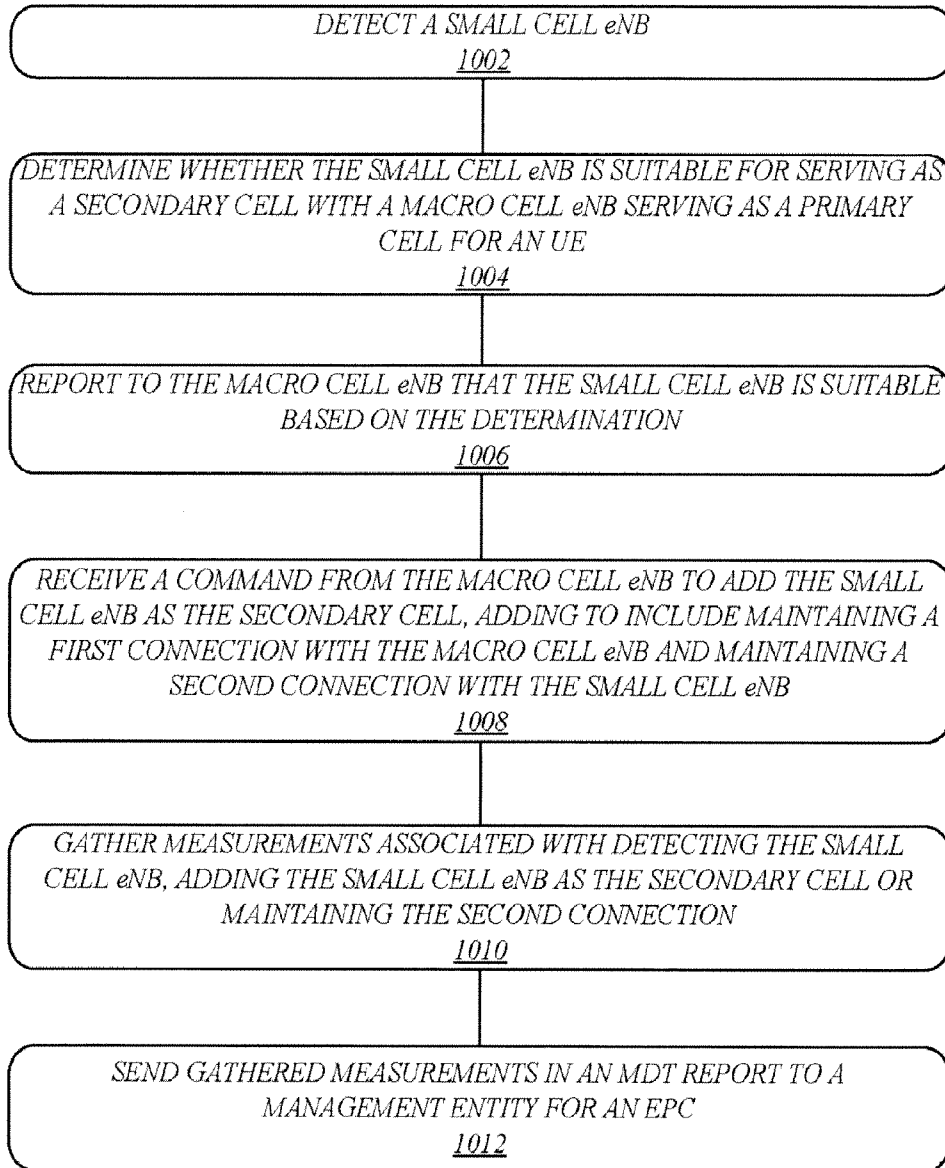 DETECT A SMALL CELL eNB
1002
DETERMINE WHETHER THE SMALL CELL eNB IS SUITABLE FOR SERVING AS
A SECONDARY CELL WITH A MACRO CELL eNB SERVING AS A PRIMARY
CELL FOR AN UE
1004
REPORT TO THE MACRO CELL eNB THAT THE SMALL CELL eNB IS SUITABLE
BASED ON THE DETERMINATION
1006
RECEIVE A COMMAND FROM THE MACRO CELL eNB TO ADD THE SMALL
CELL eNB AS THE SECONDARY CELL, ADDING TO INCLUDE MAINTAINING A
FIRST CONNECTION WITH THE MACRO CELL eNB AND MAINTAINING A
SECOND CONNECTION WITH THE SMALL CELL eNB
1008
GATHER MEASUREMENTS ASSOCIATED WITH DETECTING THE SMALL
CELL eNB, ADDING THE SMALL CELL eNB AS THE SECONDARY CELL OR
MAINTAINING THE SECOND CONNECTION
1010
SEND GATHERED MEASUREMENTS IN AN MDT REPORT TO A
MANAGEMENT ENTITY FOR AN EPC
1012